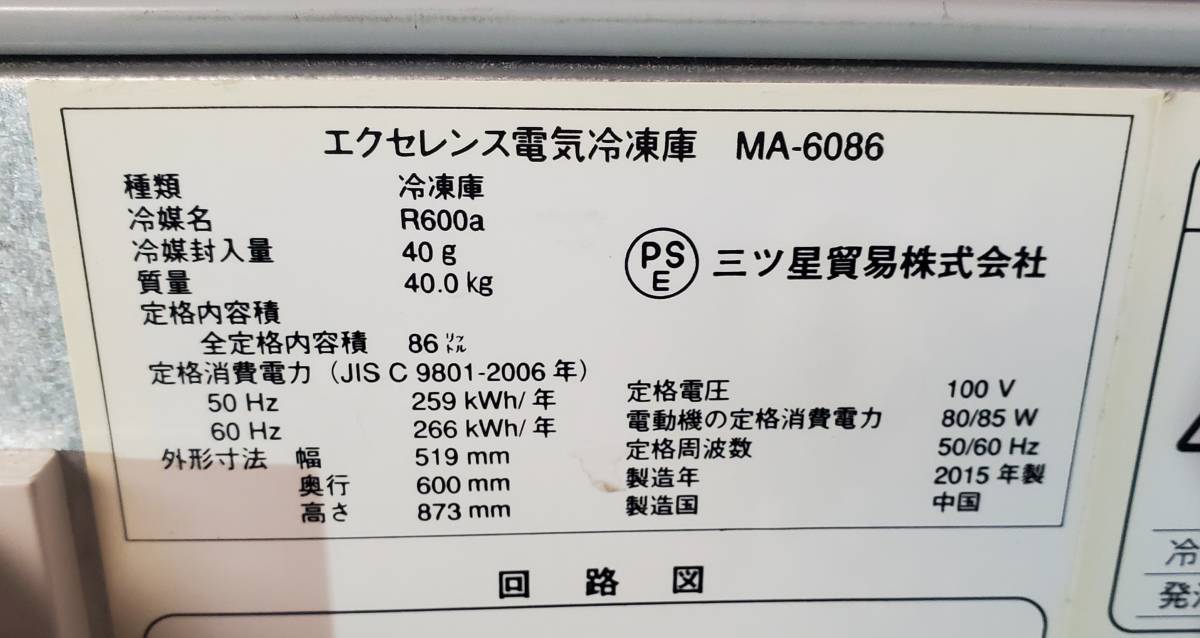 エクセレンス電気冷凍庫 MA-6086
種類 冷凍庫
冷媒名 R600a
冷媒封入量 40 g
質量 40.0 kg
定格内容積
全定格内容積 86 リットル
定格消費電力(JIS C 9801-2006 年)
50 Hz 259 kWh/年
60 Hz 266 kWh/年
外形寸法 幅 519 mm
奥行 600 mm
高さ 873 mm
PSE 三ツ星貿易株式会社
定格電圧 100 V
電動機の定格消費電力 80/85 W
定格周波数 50/60 Hz
製造年 2015 年製
製造国 中国
回路図
冷
発